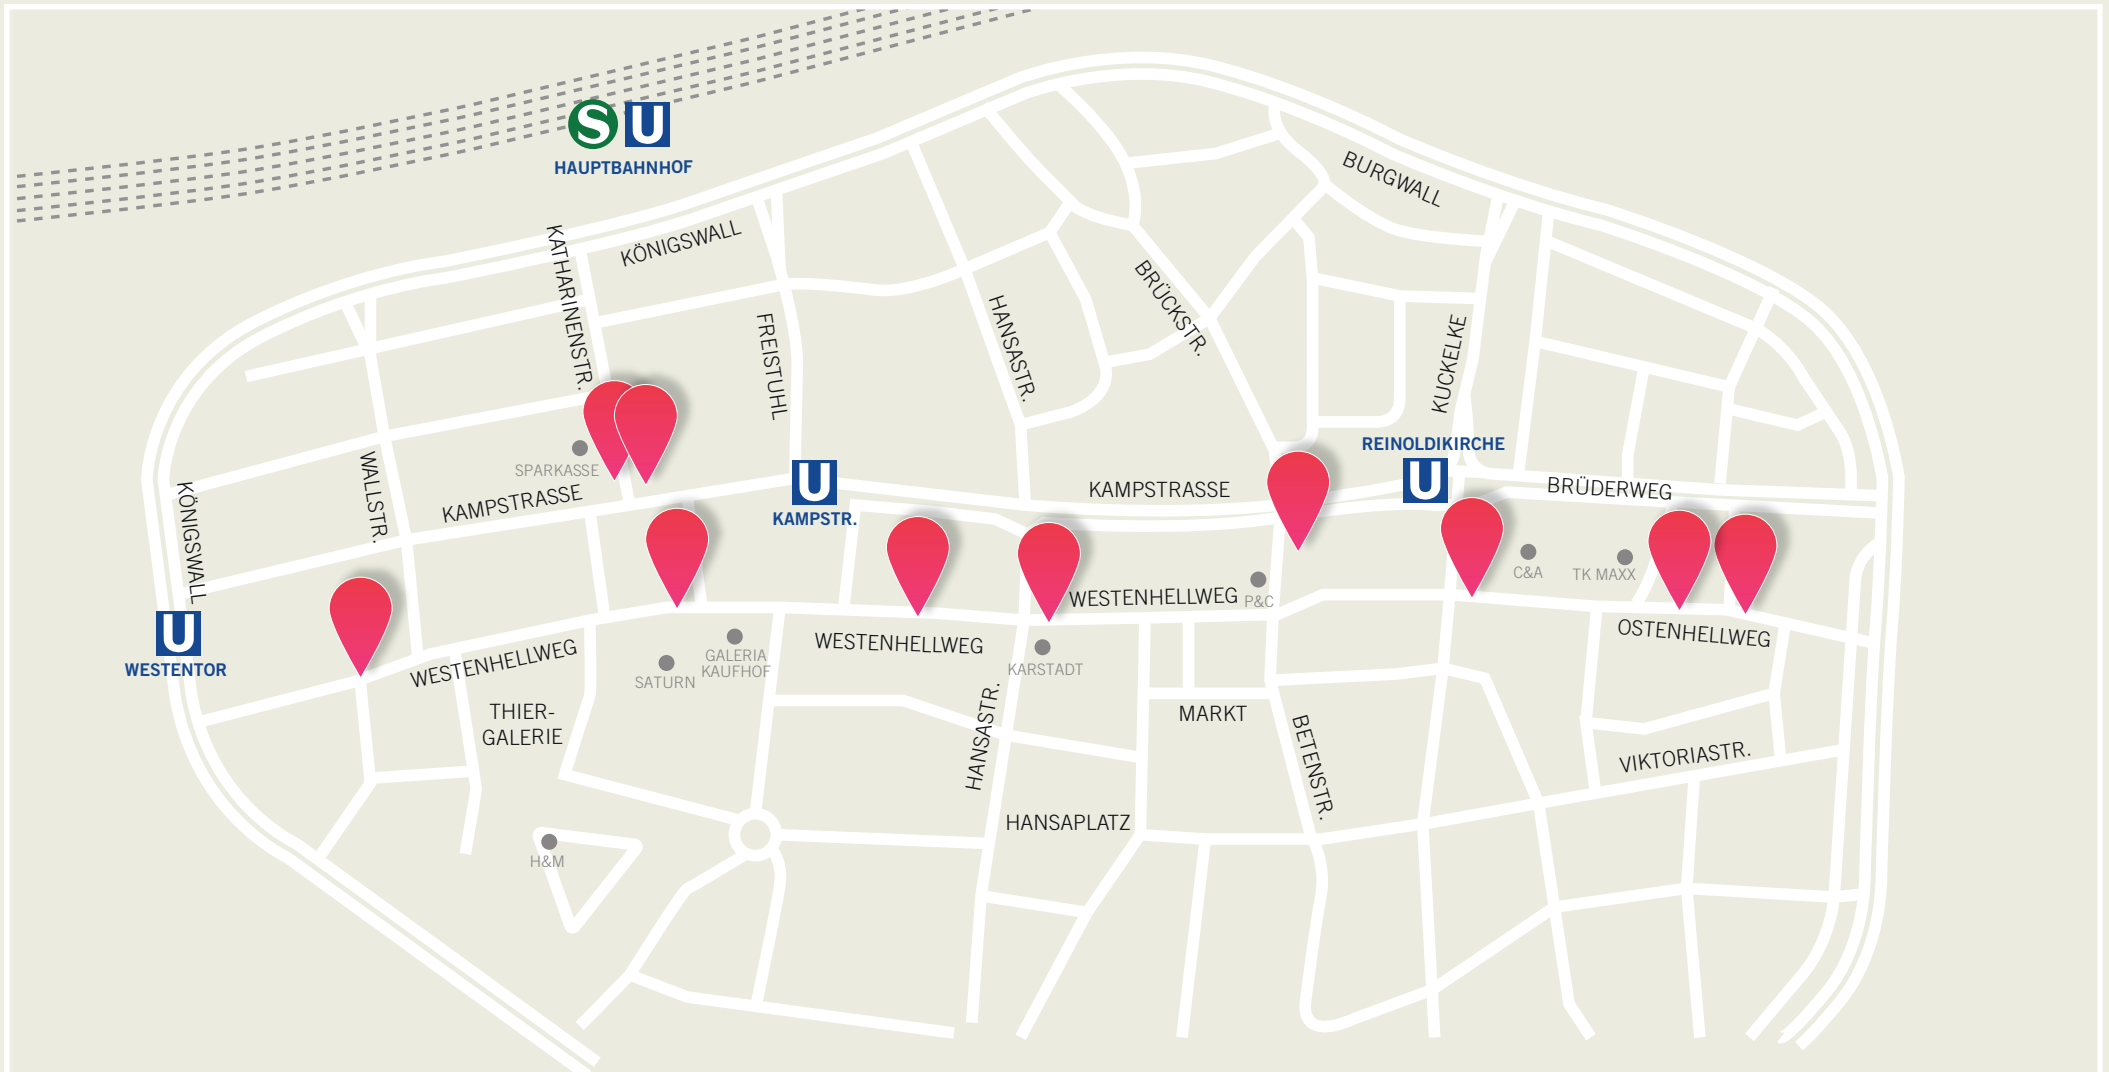 S U
HAUPTBAHNHOF
BURGWALL
KÖNIGSWALL
KATHARINENSTR.
BRÜCKSTR.
HANSASTR.
FREISTUHL
KUCKELKE
REINOLDIKIRCHE
U
SPARKASSE
WALLSTR.
KAMPSTRASSE
U
KAMPSTR.
KAMPSTRASSE
BRÜDERWEG
KÖNIGSWALL
C&A
TK MAXX
WESTENHELLWEG
P&C
U
WESTENTOR
WESTENHELLWEG
GALERIA
KAUFHOF
SATURN
WESTENHELLWEG
KARSTADT
OSTENHELLWEG
THIER-
GALERIE
HANSASTR.
MARKT
BETENSTR.
VIKTORIASTR.
HANSAPLATZ
H&M